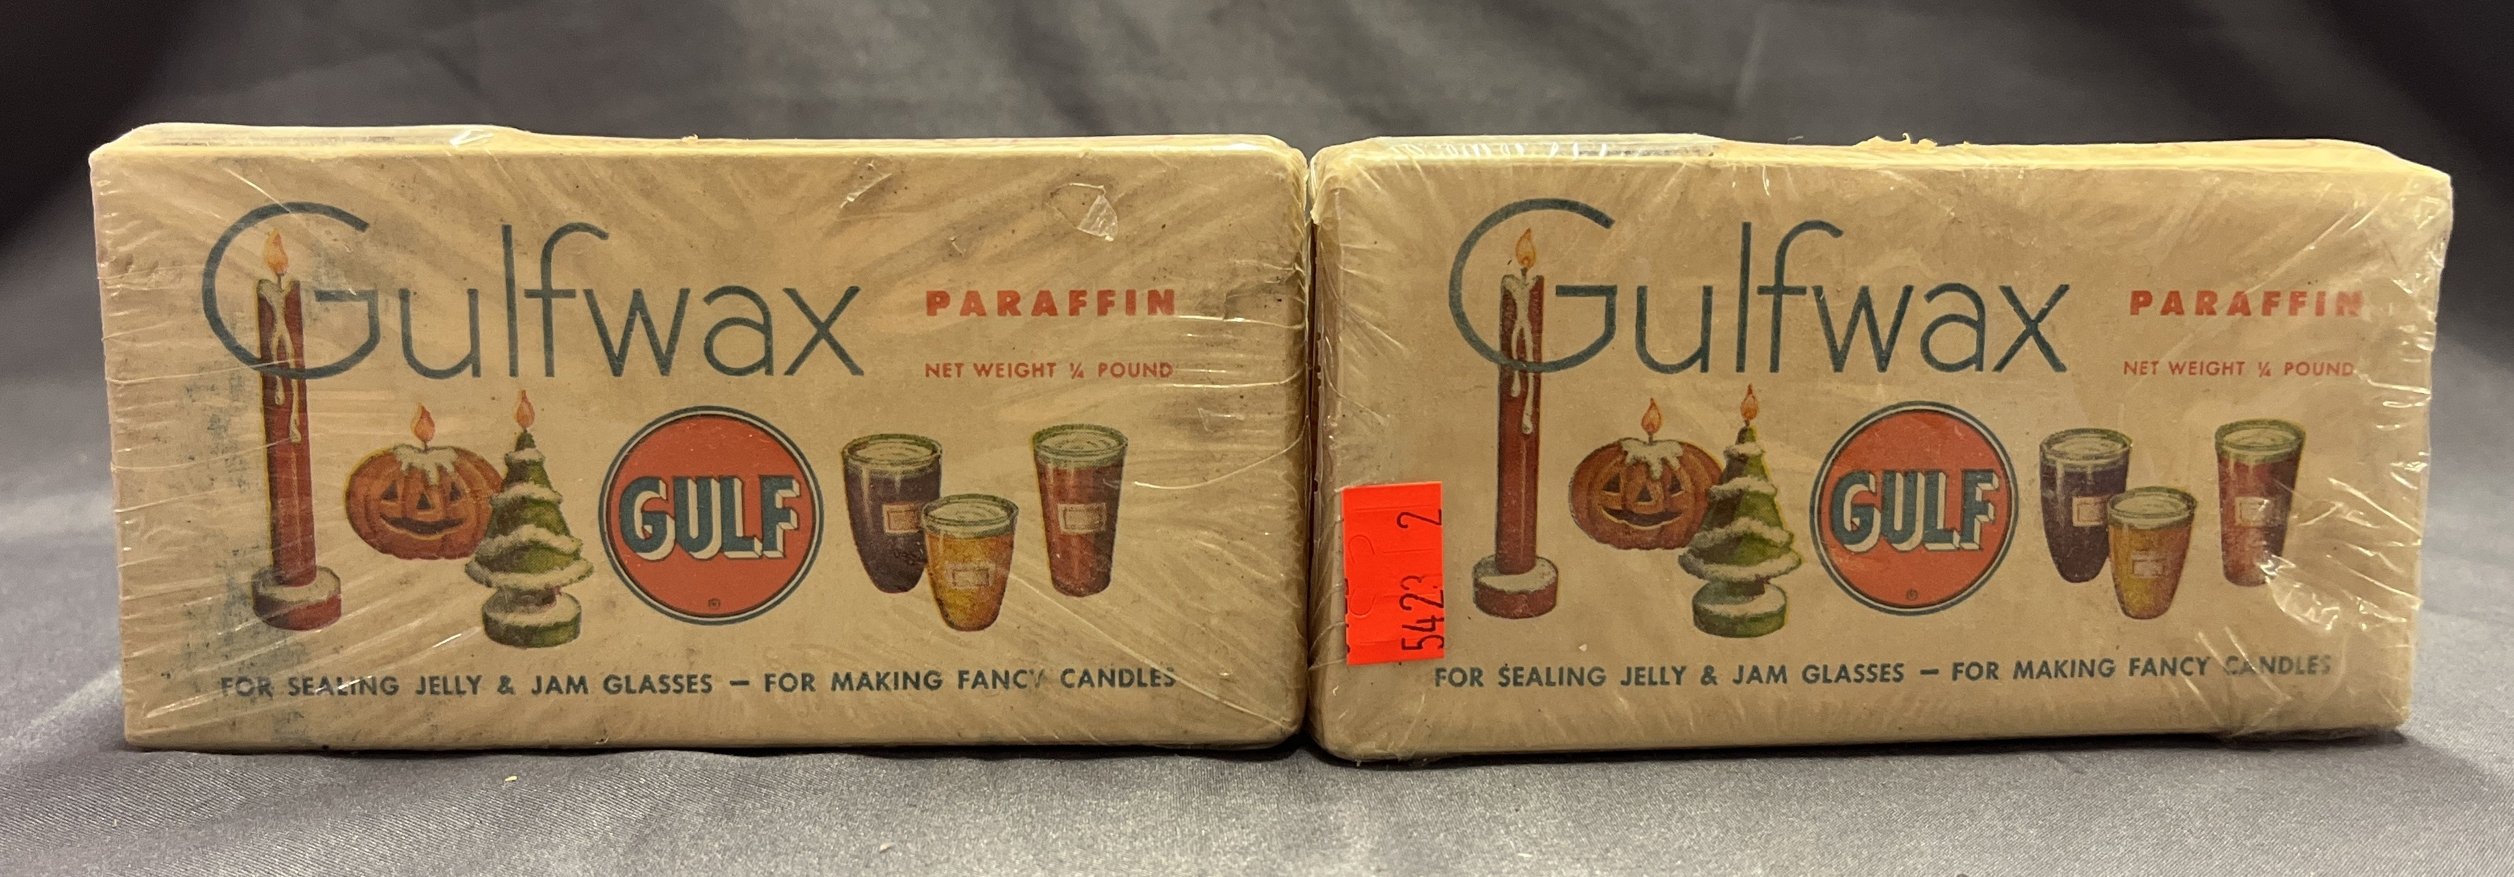 Gulfwax
PARAFFIN
NET WEIGHT ¼ POUND
GULF
®
FOR SEALING JELLY & JAM GLASSES – FOR MAKING FANCY CANDLES
Gulfwax
PARAFFIN
NET WEIGHT ¼ POUND
GULF
®
5423 2
FOR SEALING JELLY & JAM GLASSES – FOR MAKING FANCY CANDLES